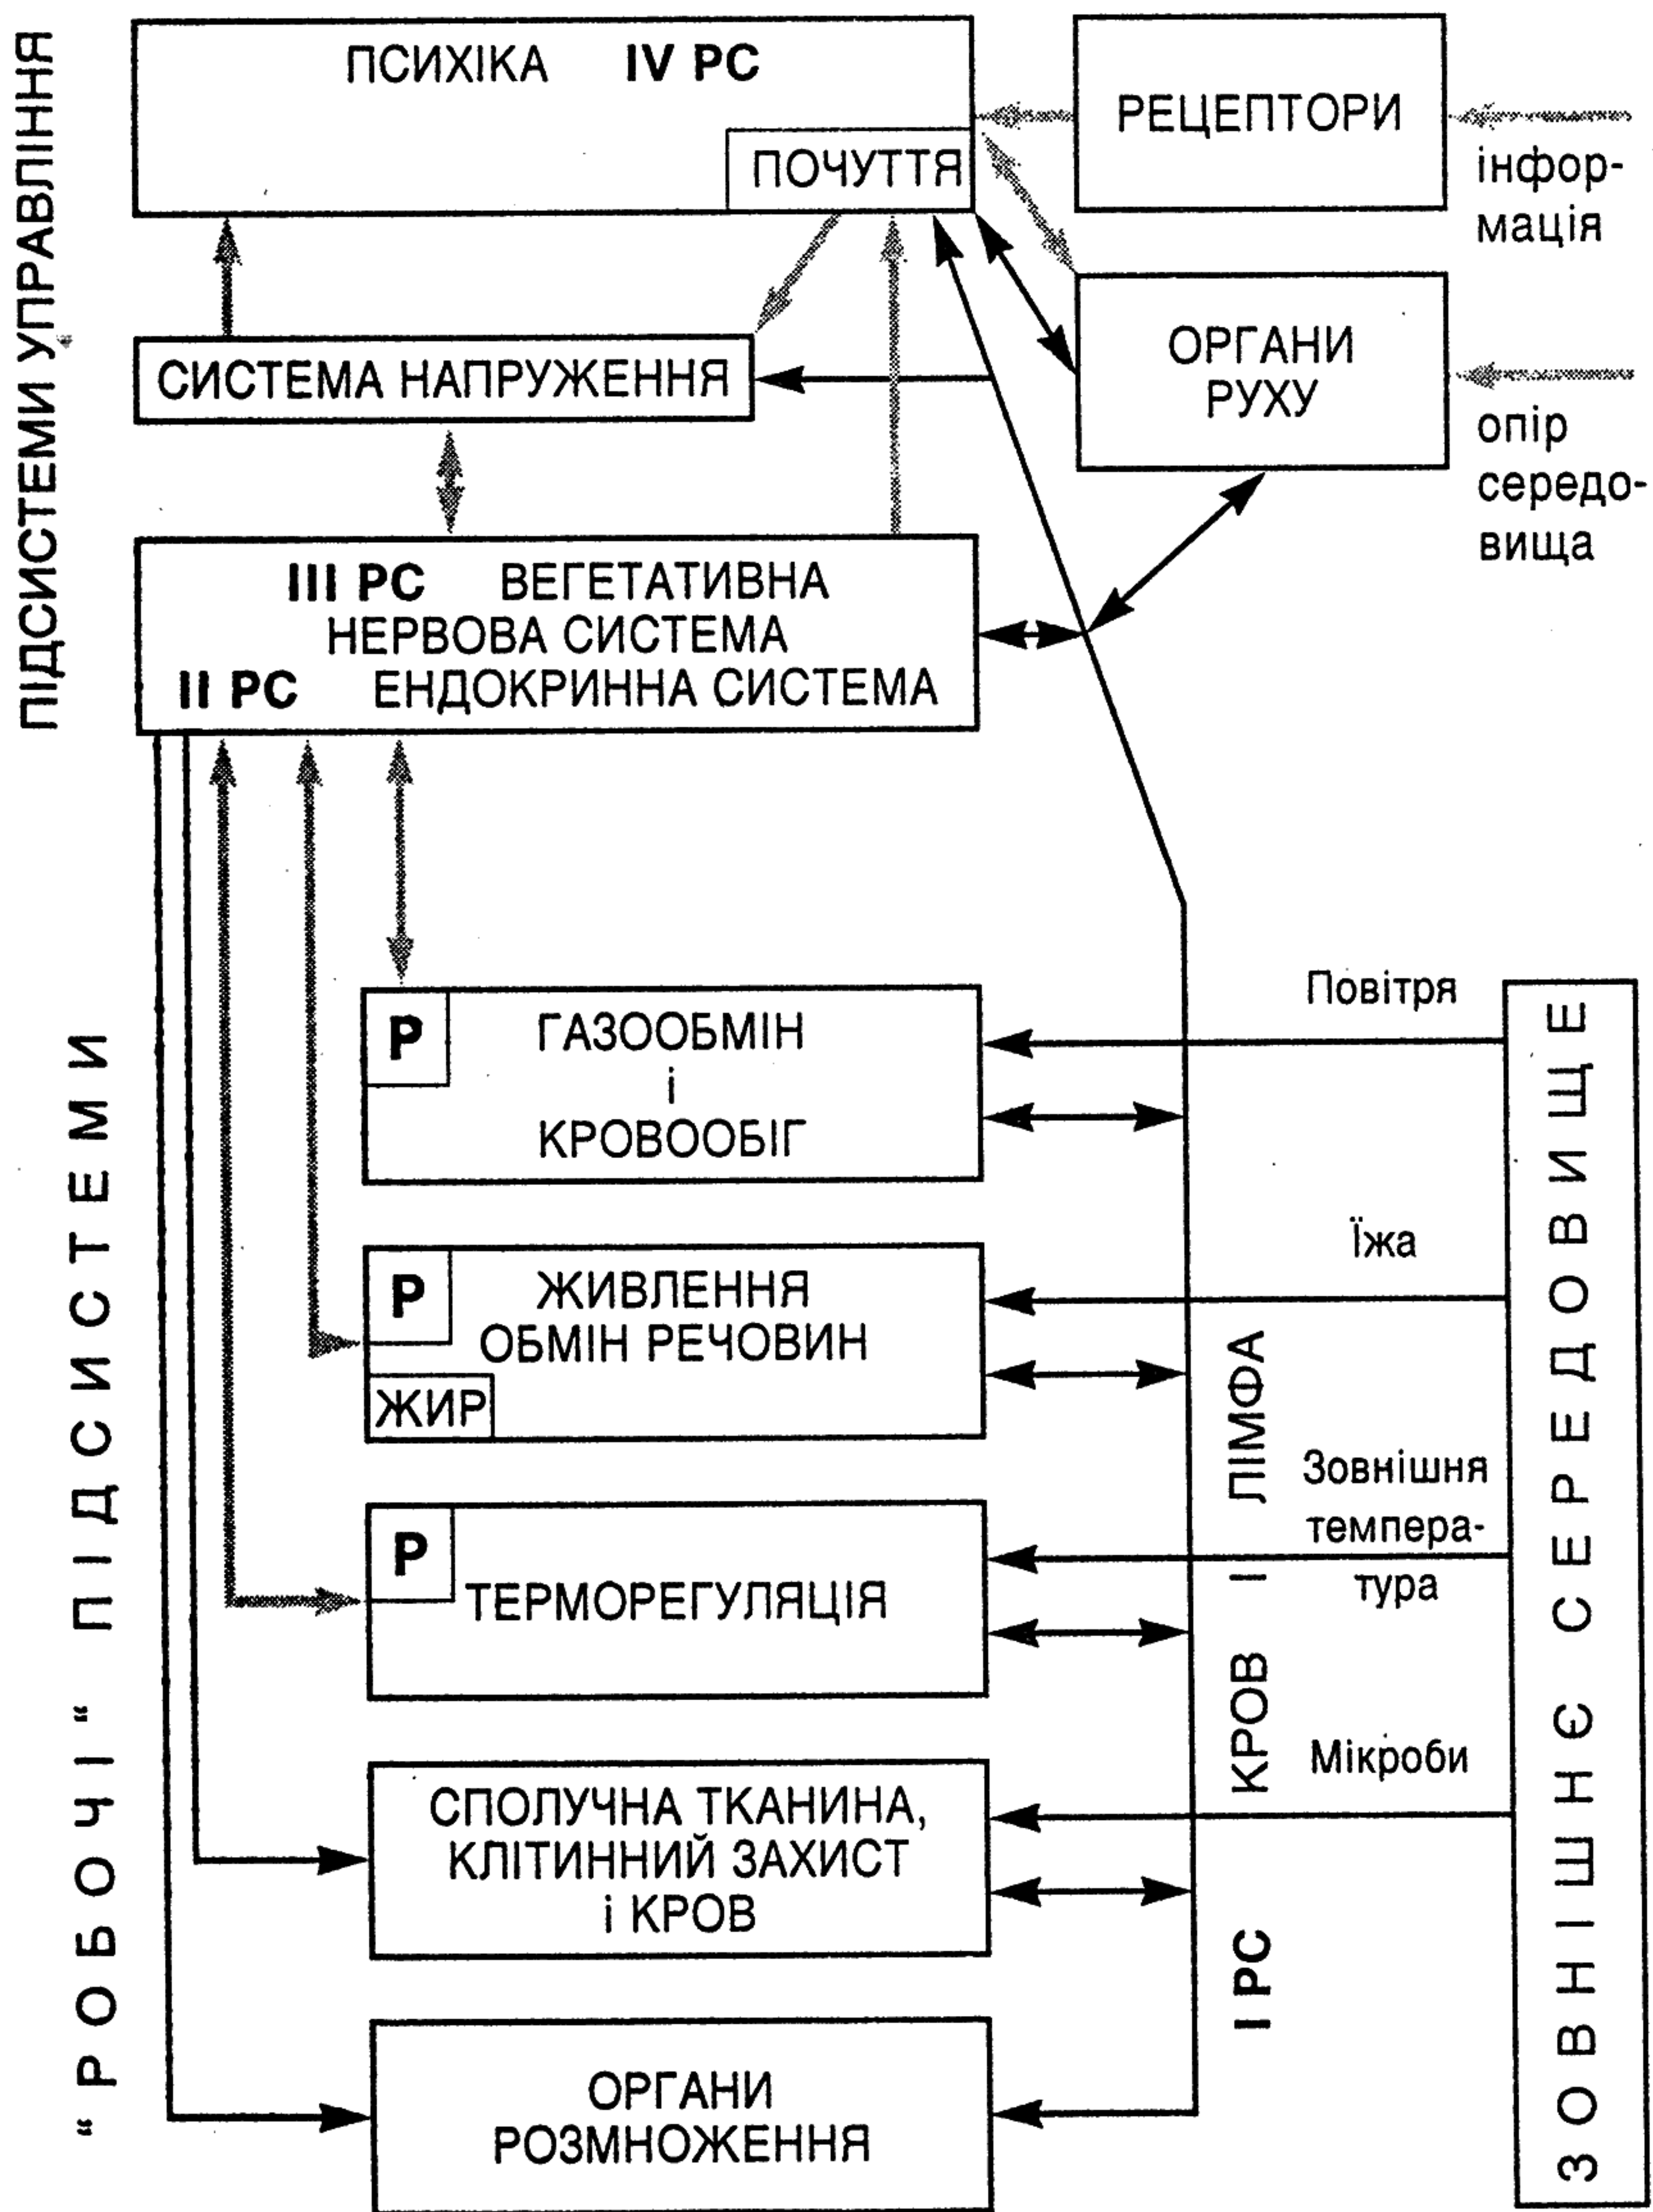 ПІДСИСТЕМИ УПРАВЛІННЯ
ПСИХІКА IV РС
ПОЧУТТЯ
РЕЦЕПТОРИ
інфор-
мація
СИСТЕМА НАПРУЖЕННЯ
ОРГАНИ
РУХУ
опір
середо-
вища
III РС ВЕГЕТАТИВНА
НЕРВОВА СИСТЕМА
II РС ЕНДОКРИННА СИСТЕМА
"РОБОЧІ" ПІДСИСТЕМИ
Р
ГАЗООБМІН
і
КРОВООБІГ
Повітря
Р
ЖИВЛЕННЯ
ОБМІН РЕЧОВИН
ЖИР
Їжа
Р
ТЕРМОРЕГУЛЯЦІЯ
Зовнішня
темпера-
тура
СПОЛУЧНА ТКАНИНА,
КЛІТИННИЙ ЗАХИСТ
і КРОВ
Мікроби
ОРГАНИ
РОЗМНОЖЕННЯ
І РС КРОВ І ЛІМФА
ЗОВНІШНЄ СЕРЕДОВИЩЕ